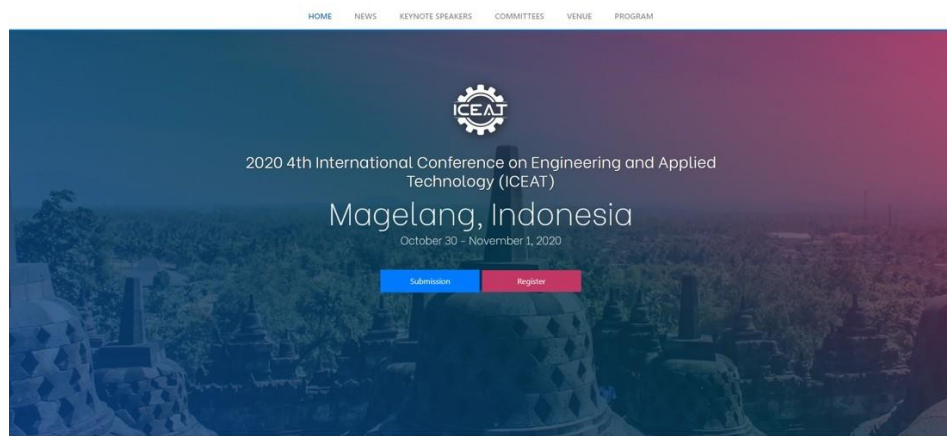 HOME NEWS KEYNOTE SPEAKERS COMMITTEES VENUE PROGRAM
ICEAT
2020 4th International Conference on Engineering and Applied
Technology (ICEAT)
Magelang, Indonesia
October 30 - November 1, 2020
Submission Register